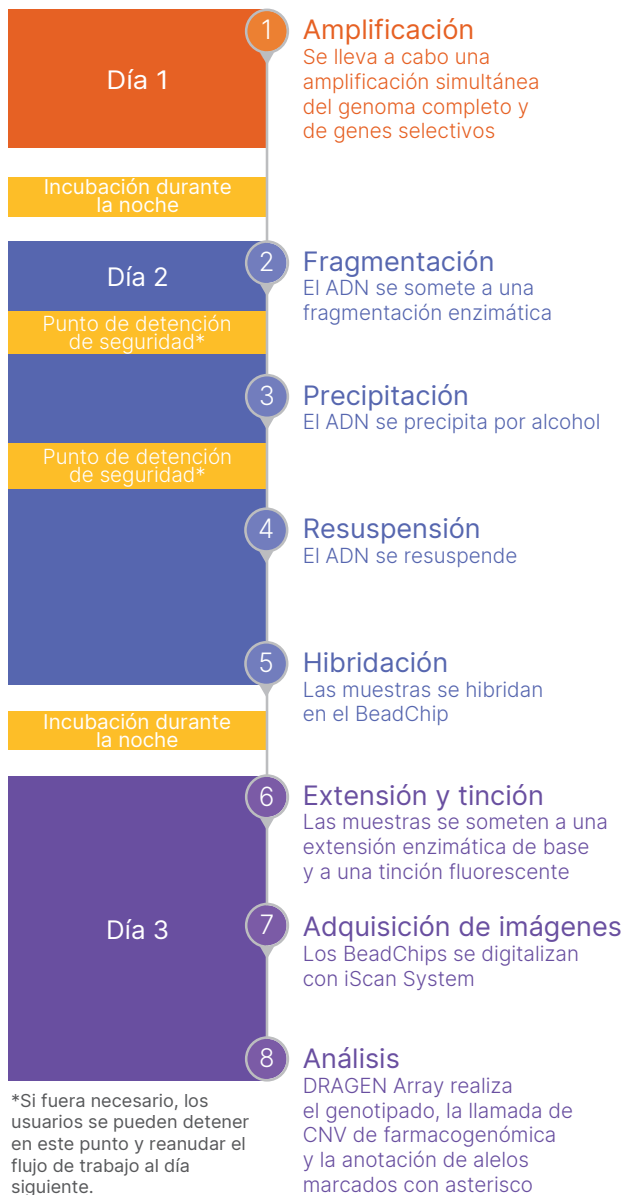 Día 1
1
Amplificación
Se lleva a cabo una
amplificación simultánea
del genoma completo y
de genes selectivos
Incubación durante
la noche
Día 2
2
Fragmentación
El ADN se somete a una
fragmentación enzimática
Punto de detención
de seguridad*
3
Precipitación
El ADN se precipita por alcohol
Punto de detención
de seguridad*
4
Resuspensión
El ADN se resuspende
5
Hibridación
Las muestras se hibridan
en el BeadChip
Incubación durante
la noche
Día 3
6
Extensión y tinción
Las muestras se someten a una
extensión enzimática de base
y a una tinción fluorescente
7
Adquisición de imágenes
Los BeadChips se digitalizan
con iScan System
8
Análisis
DRAGEN Array realiza
el genotipado, la llamada de
CNV de farmacogenómica
y la anotación de alelos
marcados con asterisco
*Si fuera necesario, los
usuarios se pueden detener
en este punto y reanudar el
flujo de trabajo al día
siguiente.